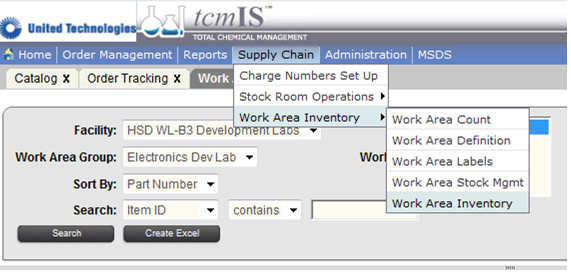 United Technologies
tcmIS™
TOTAL CHEMICAL MANAGEMENT
Home Order Management Reports Supply Chain Administration MSDS
Catalog x Order Tracking x Work
Charge Numbers Set Up
Stock Room Operations
Work Area Inventory
Work Area Count
Work Area Definition
Work Area Labels
Work Area Stock Mgmt
Work Area Inventory
Facility: HSD WL-B3 Development Labs
Work Area Group: Electronics Dev Lab Wor
Sort By: Part Number
Search: Item ID contains
Search Create Excel